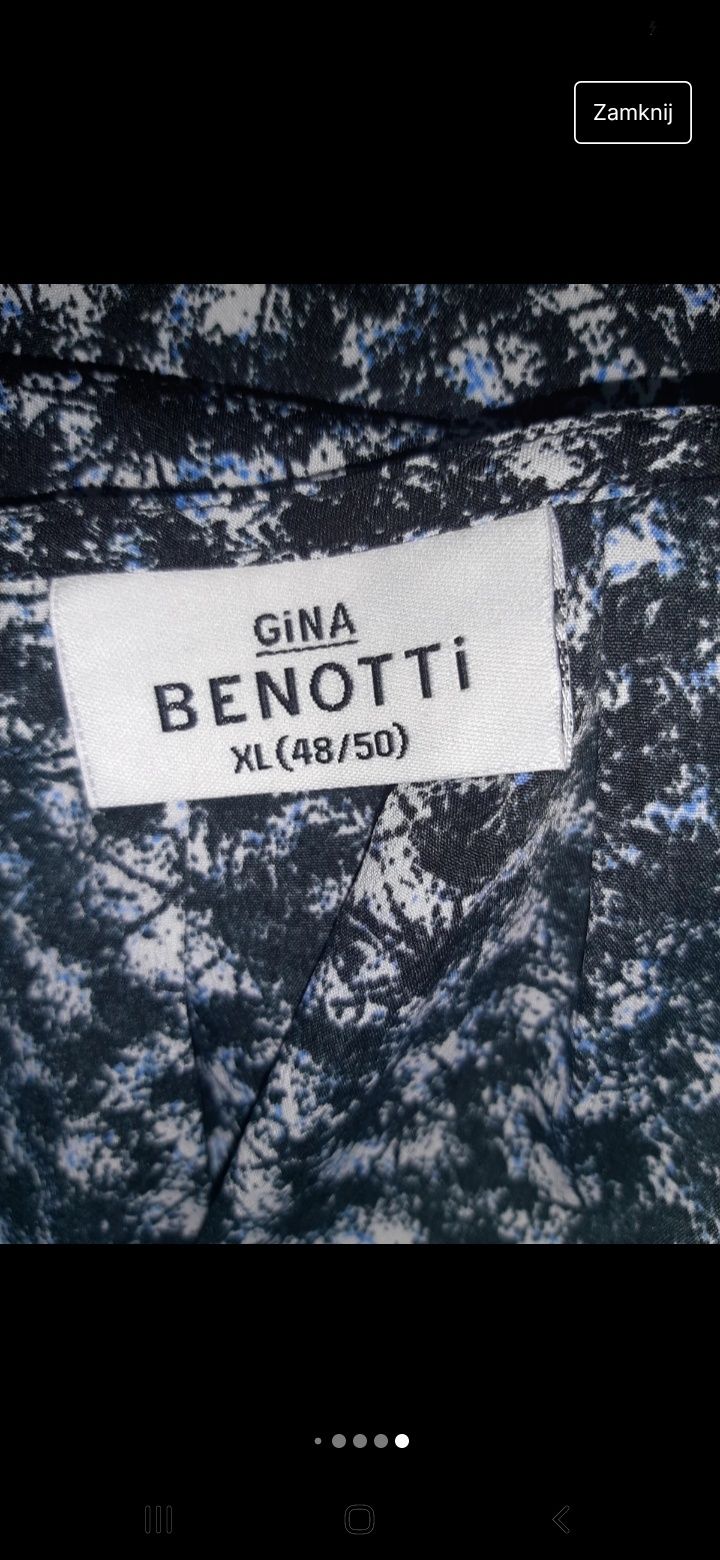 Zamknij
GiNA
BENOTTi
XL (48/50)